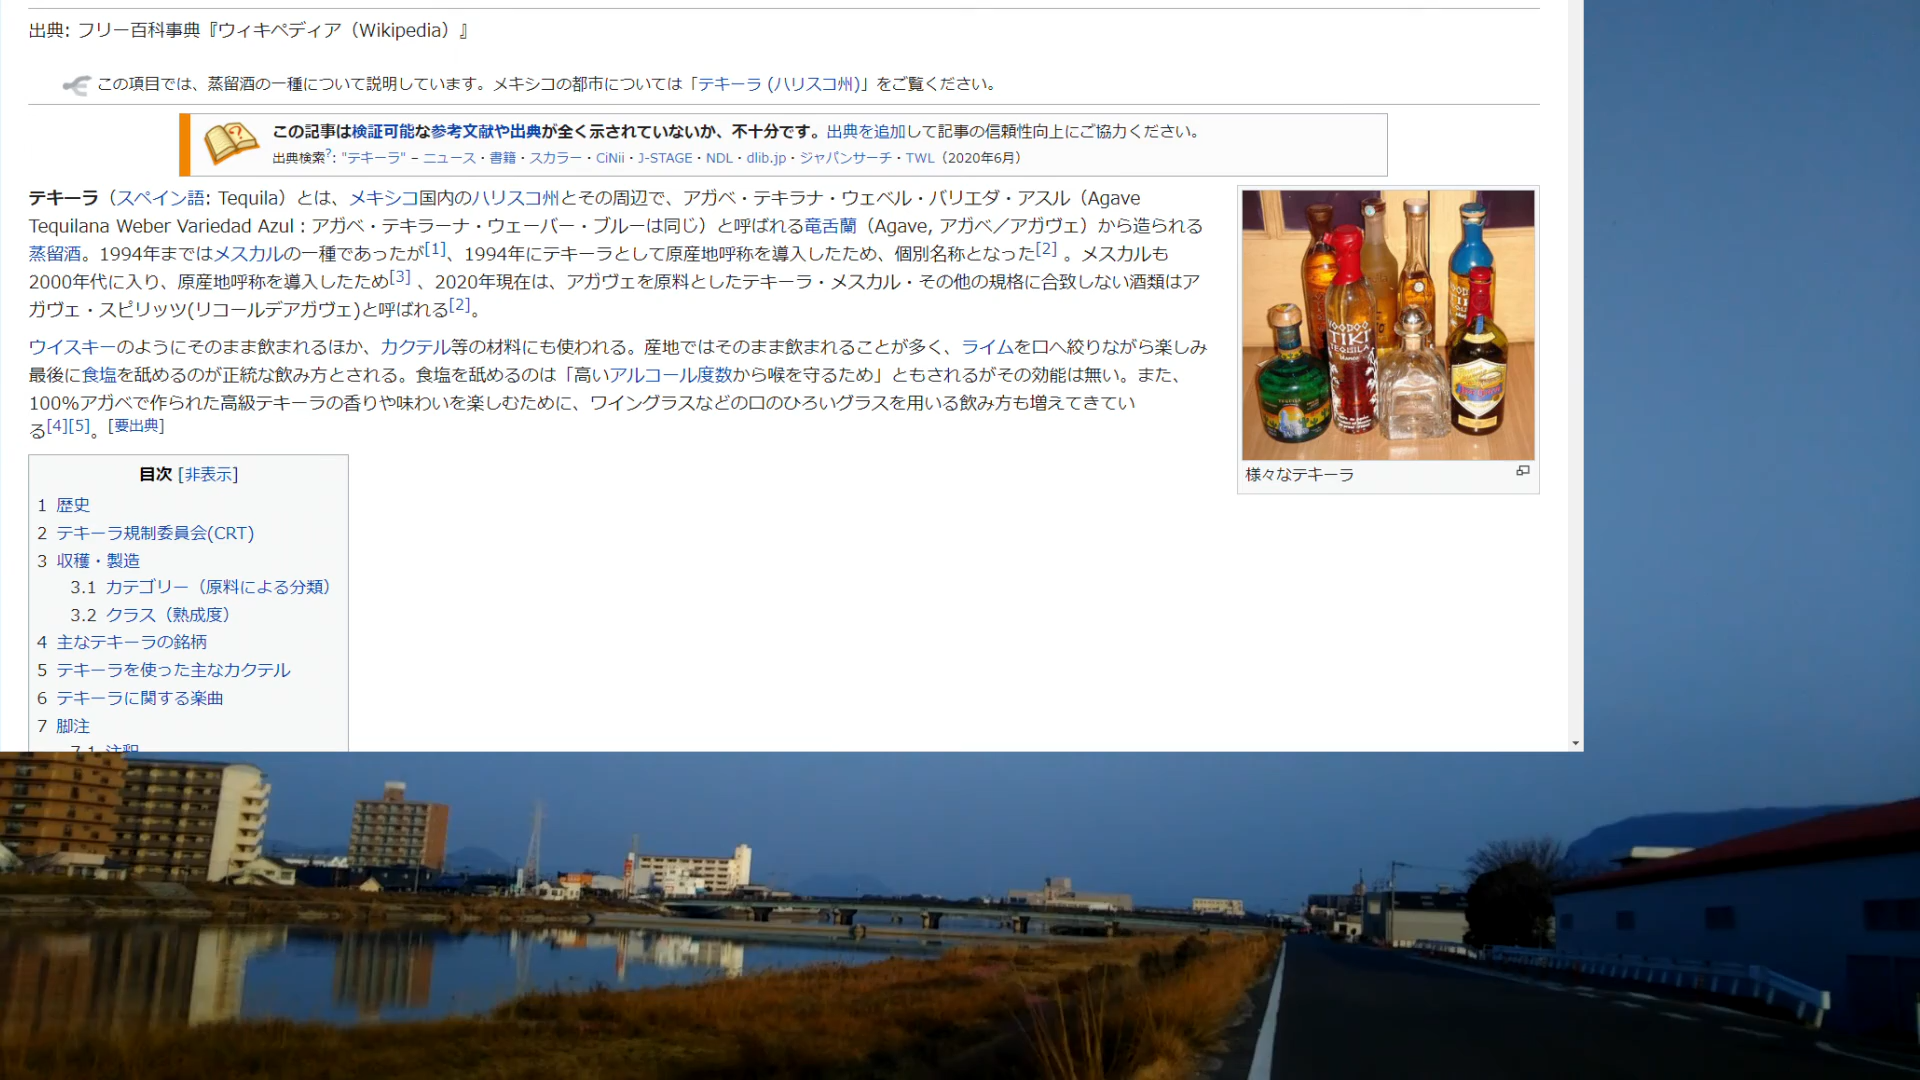 出典: フリー百科事典『ウィキペディア（Wikipedia）』
この項目では、蒸留酒の一種について説明しています。メキシコの都市については「テキーラ (ハリスコ州)」をご覧ください。
この記事は検証可能な参考文献や出典が全く示されていないか、不十分です。出典を追加して記事の信頼性向上にご協力ください。
出典検索?: "テキーラ" – ニュース・書籍・スカラー・CiNii・J-STAGE・NDL・dlib.jp・ジャパンサーチ・TWL（2020年6月）
テキーラ（スペイン語: Tequila）とは、メキシコ国内のハリスコ州とその周辺で、アガベ・テキラナ・ウェベル・バリエダ・アスル（Agave
Tequilana Weber Variedad Azul : アガベ・テキラーナ・ウェーバー・ブルーは同じ）と呼ばれる竜舌蘭（Agave, アガベ／アガヴェ）から造られる
蒸留酒。1994年まではメスカルの一種であったが[1]、1994年にテキーラとして原産地呼称を導入したため、個別名称となった[2] 。メスカルも
2000年代に入り、原産地呼称を導入したため[3] 、2020年現在は、アガヴェを原料としたテキーラ・メスカル・その他の規格に合致しない酒類はア
ガヴェ・スピリッツ(リコールデアガヴェ)と呼ばれる[2]。
ウイスキーのようにそのまま飲まれるほか、カクテル等の材料にも使われる。産地ではそのまま飲まれることが多く、ライムを口へ絞りながら楽しみ
最後に食塩を舐めるのが正統な飲み方とされる。食塩を舐めるのは「高いアルコール度数から喉を守るため」ともされるがその効能は無い。また、
100%アガベで作られた高級テキーラの香りや味わいを楽しむために、ワイングラスなどの口のひろいグラスを用いる飲み方も増えてきてい
る[4][5]。[要出典]
VOODOO
TIKI
TEQUILA
様々なテキーラ
目次 [非表示]
1 歴史
2 テキーラ規制委員会(CRT)
3 収穫・製造
3.1 カテゴリー（原料による分類）
3.2 クラス（熟成度）
4 主なテキーラの銘柄
5 テキーラを使った主なカクテル
6 テキーラに関する楽曲
7 脚注
7.1 注釈